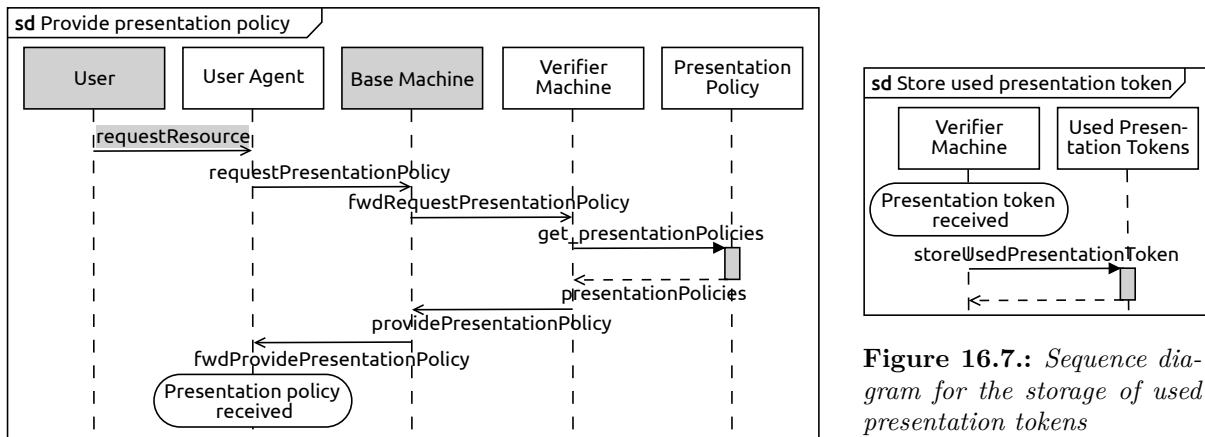 sd Provide presentation policy
User
User Agent
Base Machine
Verifier
Machine
Presentation
Policy
requestResource
requestPresentationPolicy
fwdRequestPresentationPolicy
get_presentationPolicies
presentationPolicies
providePresentationPolicy
fwdProvidePresentationPolicy
Presentation policy
received
sd Store used presentation token
Verifier
Machine
Used Presen-
tation Tokens
Presentation token
received
storeUsedPresentationToken
Figure 16.7.: Sequence dia-
gram for the storage of used
presentation tokens